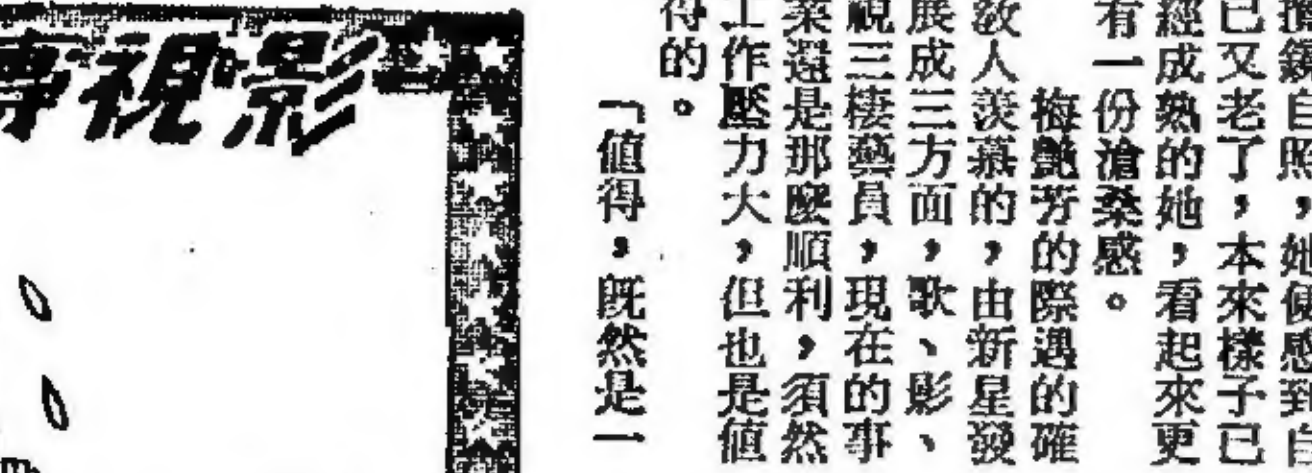 攬鏡自照，她便感到自
己又老了，本來樣子已
經成熟的她，看起來更
有一份滄桑感。
梅艷芳的際遇的確
教人羨慕的，由新星發
展成三方面，歌、影、
視三棲藝員，現在的事
業還是那麼順利，須然
工作壓力大，但也是值
得的。
「值得，既然是一
影視專